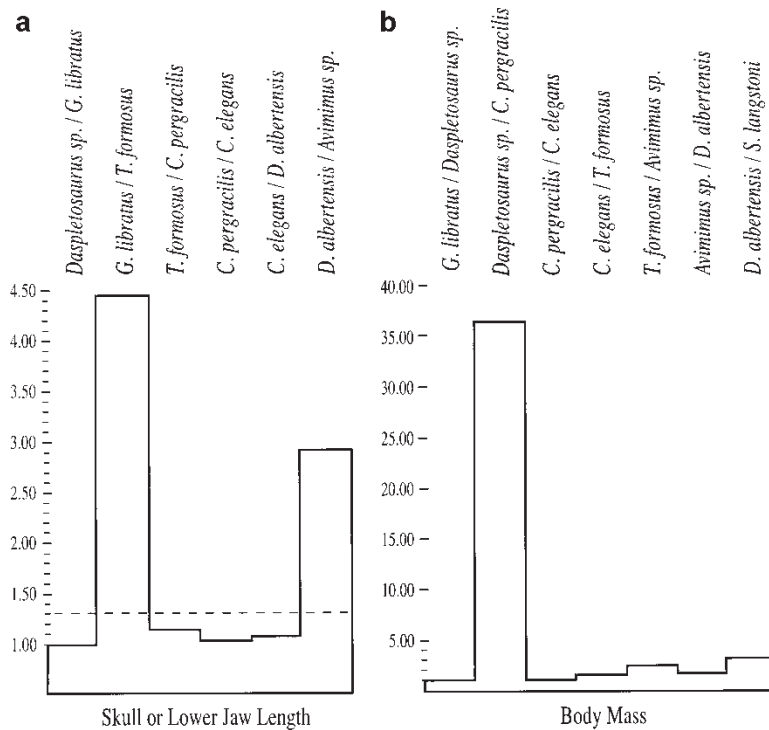 a
Daspletosaurus sp. / G. libratus
G. libratus / T. formosus
T. formosus / C. pergracilis
C. pergracilis / C. elegans
C. elegans / D. albertensis
D. albertensis / Avimimus sp.
4.50
4.00
3.50
3.00
2.50
2.00
1.50
1.00
Skull or Lower Jaw Length
b
G. libratus / Daspletosaurus sp.
Daspletosaurus sp. / C. pergracilis
C. pergracilis / C. elegans
C. elegans / T. formosus
T. formosus / Avimimus sp.
Avimimus sp. / D. albertensis
D. albertensis / S. langstoni
40.00
35.00
30.00
25.00
20.00
15.00
10.00
5.00
Body Mass